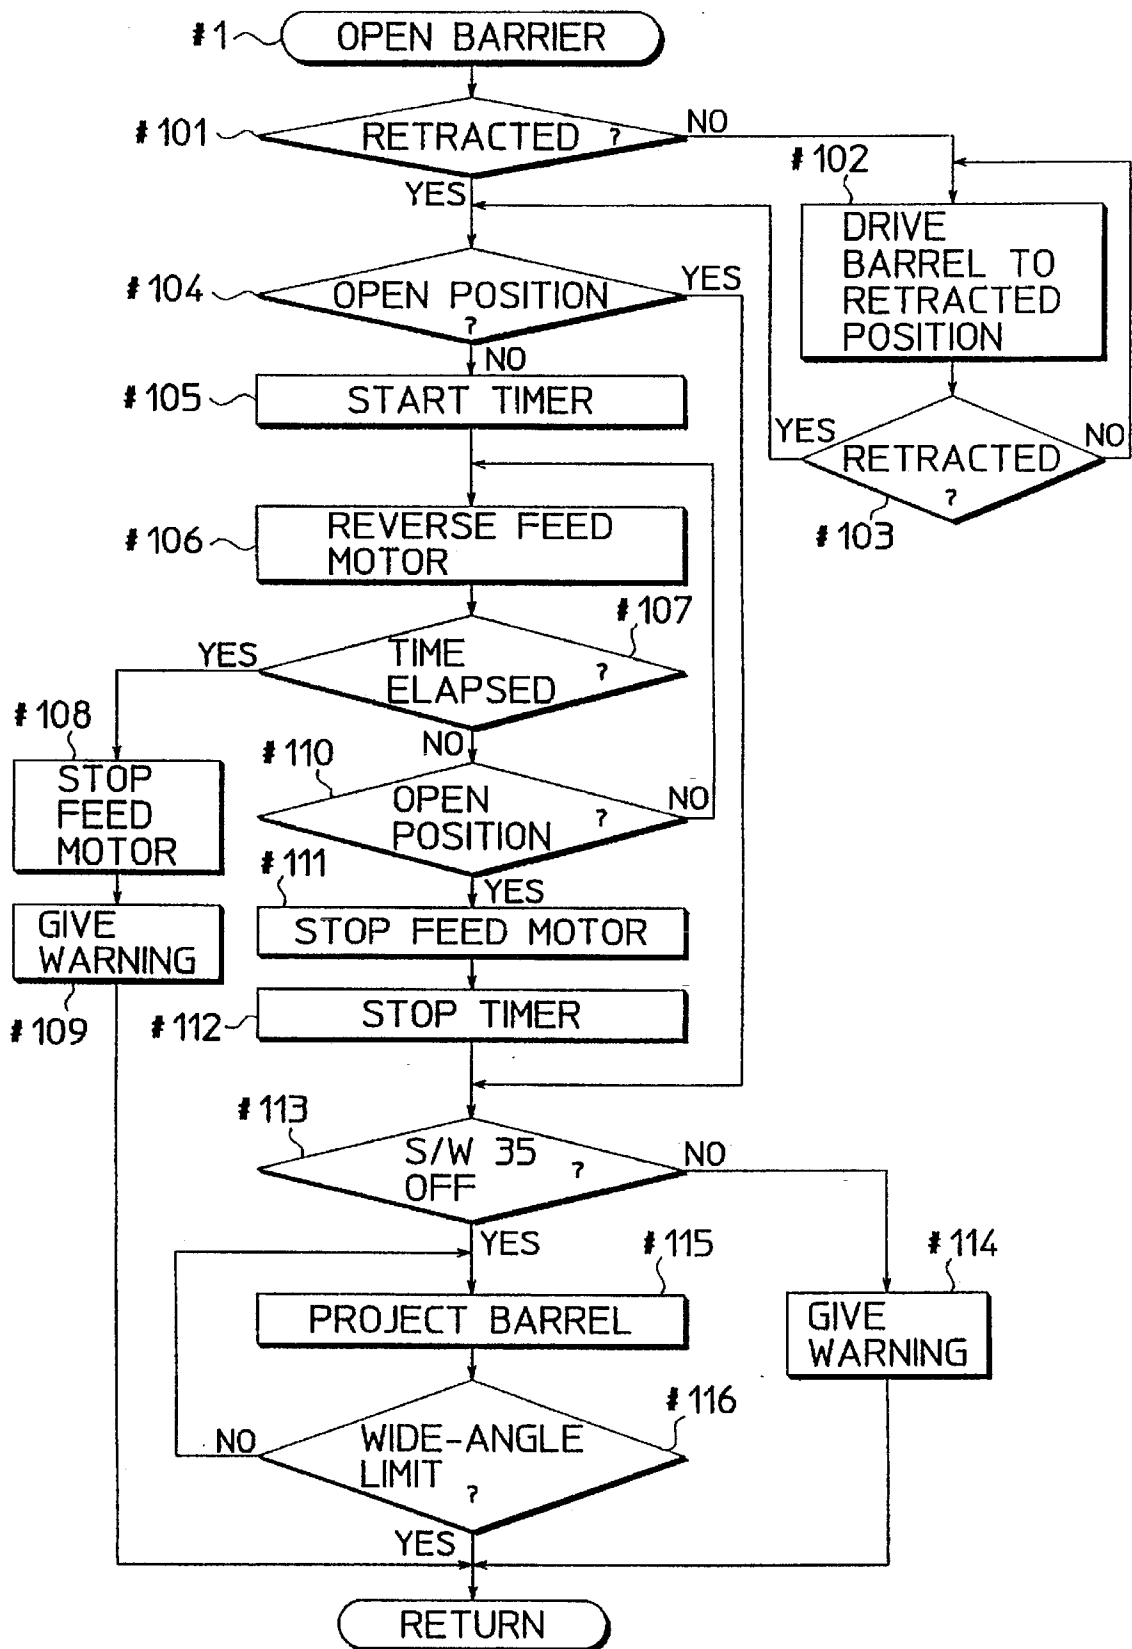 #1
OPEN BARRIER
#101
RETRACTED ?
NO
YES
#102
DRIVE
BARREL TO
RETRACTED
POSITION
#104
OPEN POSITION
?
YES
NO
#105
START TIMER
YES
RETRACTED
?
NO
#103
#106
REVERSE FEED
MOTOR
#107
TIME
ELAPSED ?
YES
NO
#108
STOP
FEED
MOTOR
#110
OPEN
POSITION ?
NO
YES
#109
GIVE
WARNING
#111
STOP FEED MOTOR
#112
STOP TIMER
#113
S/W 35
OFF ?
NO
YES
#115
PROJECT BARREL
#114
GIVE
WARNING
#116
WIDE-ANGLE
LIMIT
?
NO
YES
RETURN